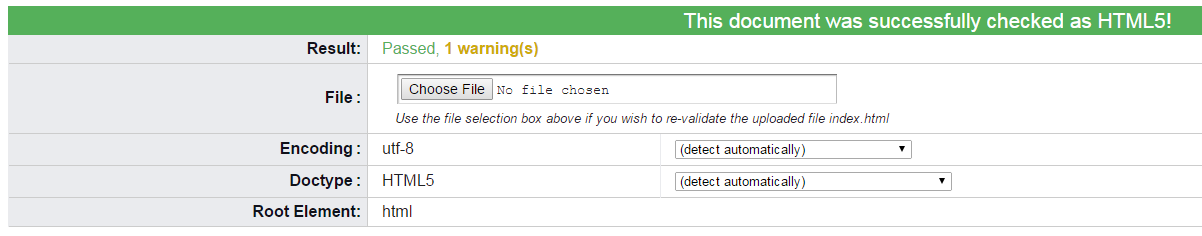 This document was successfully checked as HTML5!
Result: Passed, 1 warning(s)
File : Choose File No file chosen
Use the file selection box above if you wish to re-validate the uploaded file index.html
Encoding : utf-8 (detect automatically)
Doctype : HTML5 (detect automatically)
Root Element: html